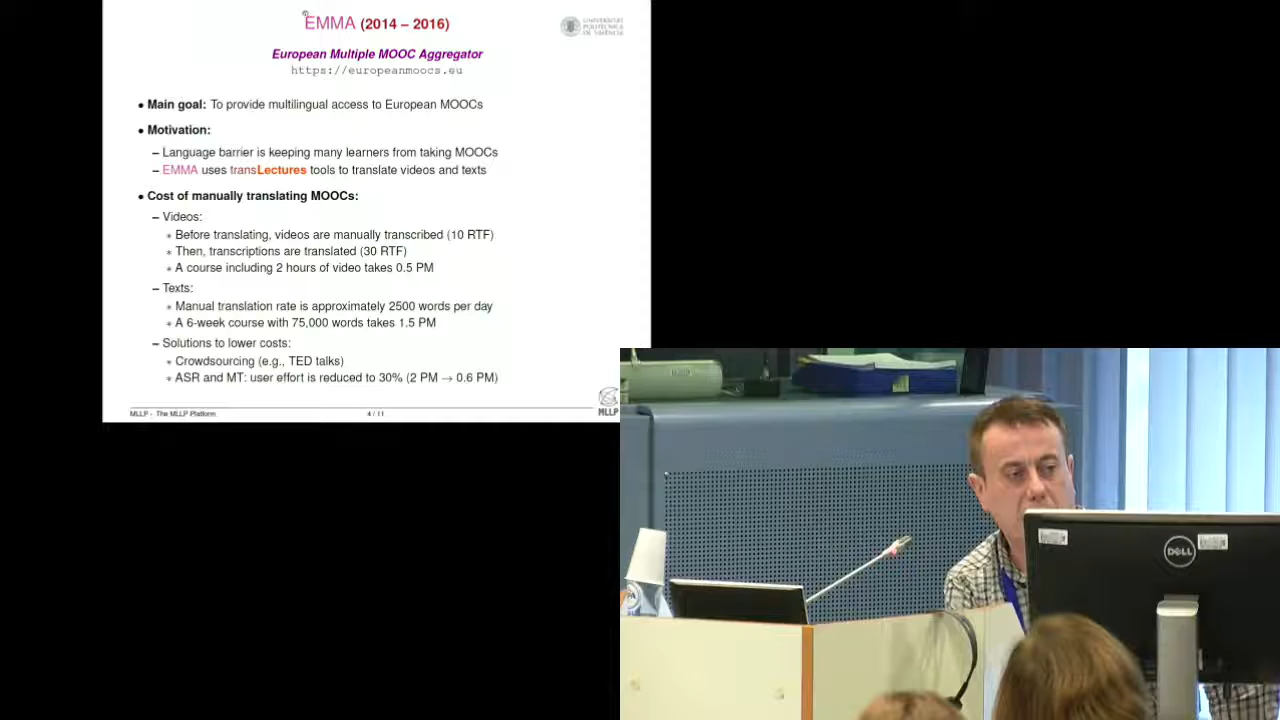 EMMA (2014 – 2016)
UNIVERSITAT
POLITÈCNICA
DE VALÈNCIA
European Multiple MOOC Aggregator
https://europeanmoocs.eu
• Main goal: To provide multilingual access to European MOOCs
• Motivation:
– Language barrier is keeping many learners from taking MOOCs
– EMMA uses transLectures tools to translate videos and texts
• Cost of manually translating MOOCs:
– Videos:
* Before translating, videos are manually transcribed (10 RTF)
* Then, transcriptions are translated (30 RTF)
* A course including 2 hours of video takes 0.5 PM
– Texts:
* Manual translation rate is approximately 2500 words per day
* A 6-week course with 75,000 words takes 1.5 PM
– Solutions to lower costs:
* Crowdsourcing (e.g., TED talks)
* ASR and MT: user effort is reduced to 30% (2 PM → 0.6 PM)
MLLP - The MLLP Platform
4 / 11
MLLP
DELL